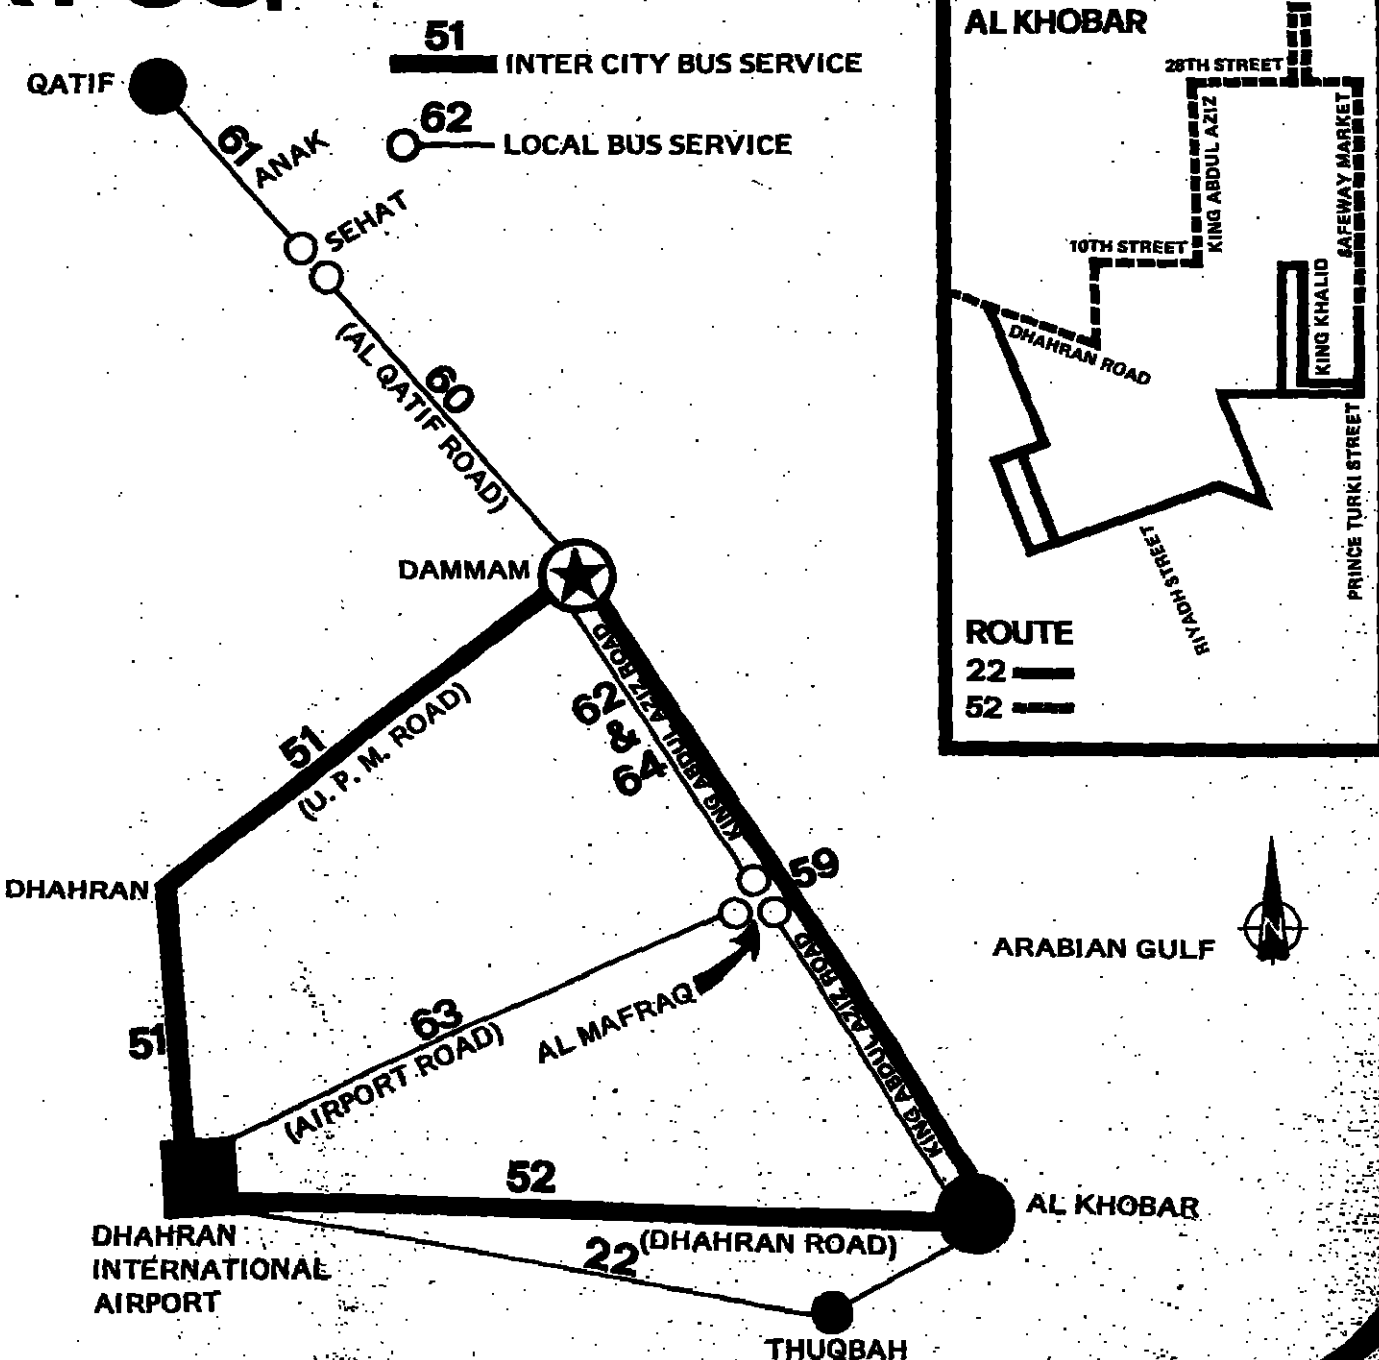 51
INTER CITY BUS SERVICE
62
LOCAL BUS SERVICE
QATIF
61
ANAK
SEHAT
60
(AL QATIF ROAD)
DAMMAM
KING ABDUL AZIZ ROAD
62 & 64
51
(U. P. M. ROAD)
DHAHRAN
59
51
63
(AIRPORT ROAD)
AL MAFRAQ
KING ABDUL AZIZ ROAD
52
(DHAHRAN ROAD)
22
AL KHOBAR
DHAHRAN
INTERNATIONAL
AIRPORT
THUQBAH
ARABIAN GULF
N
AL KHOBAR
28TH STREET
KING ABDUL AZIZ
SAFEWAY MARKET
10TH STREET
KING KHALID
DHAHRAN ROAD
PRINCE TURKI STREET
RIYADH STREET
ROUTE
22
52